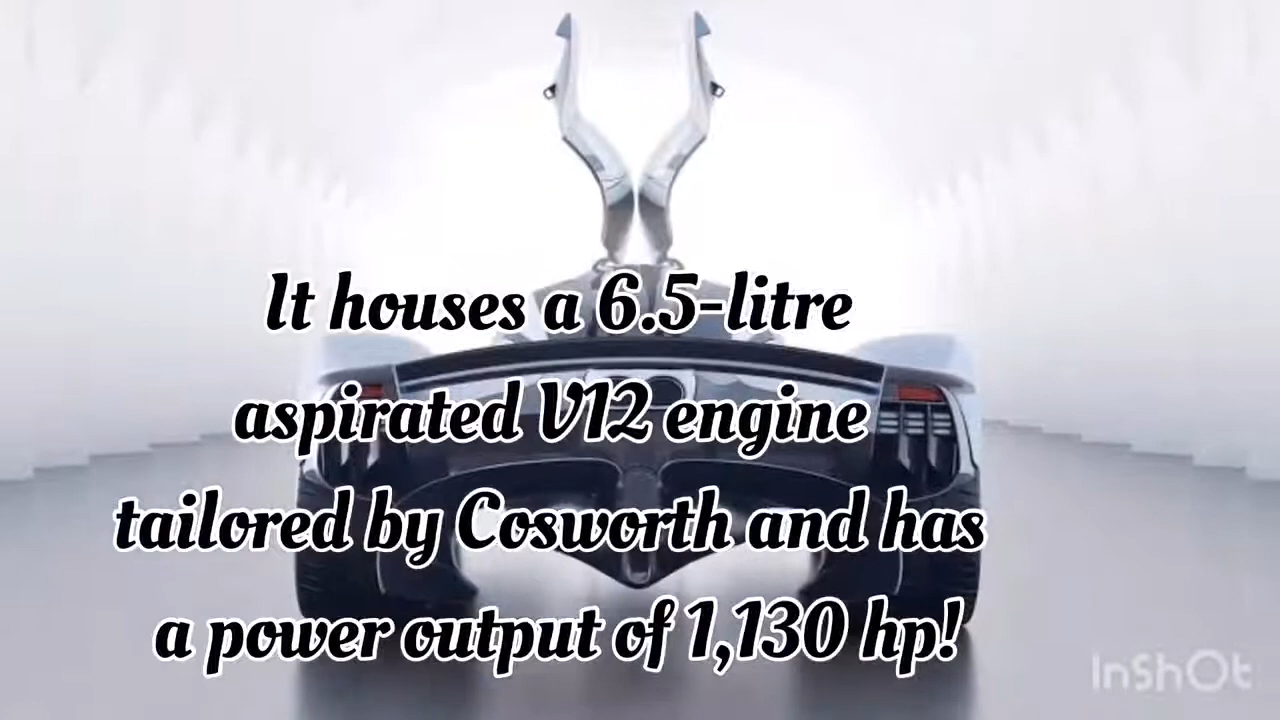 It houses a 6.5-litre
aspirated V12 engine
tailored by Cosworth and has
a power output of 1,130 hp!
InShOt